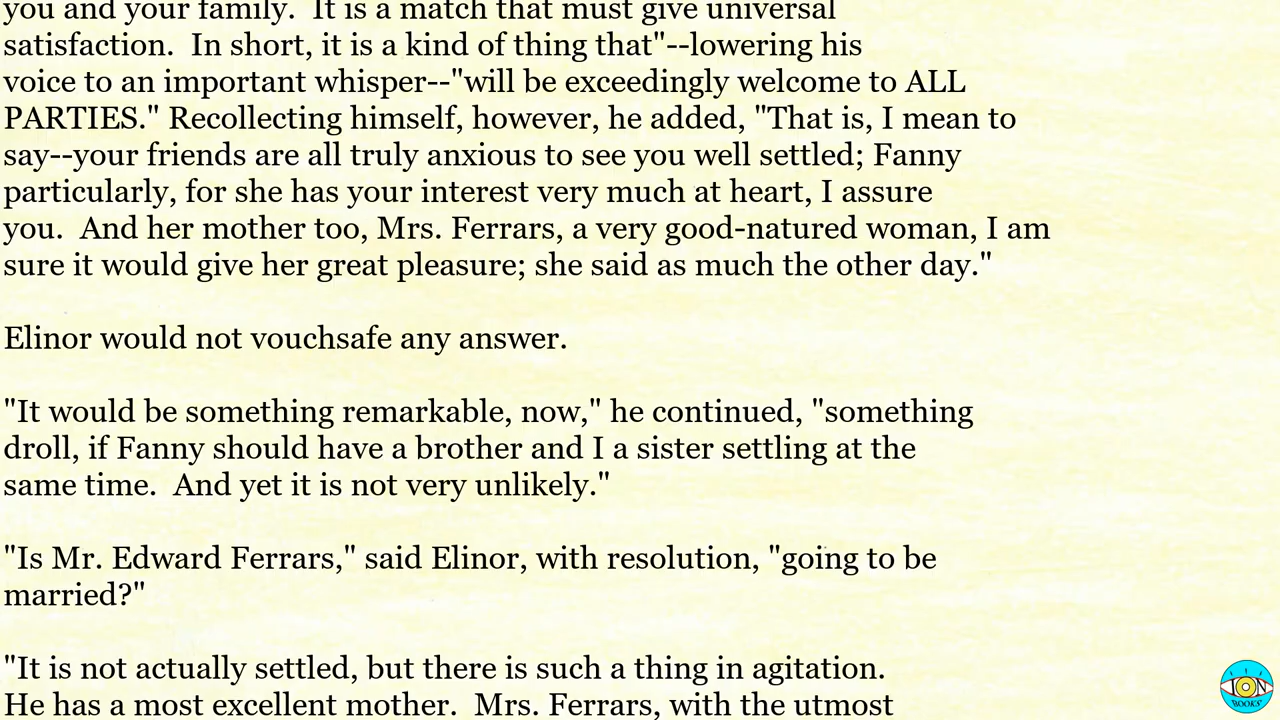 you and your family.  It is a match that must give universal
satisfaction.  In short, it is a kind of thing that"--lowering his
voice to an important whisper--"will be exceedingly welcome to ALL
PARTIES." Recollecting himself, however, he added, "That is, I mean to
say--your friends are all truly anxious to see you well settled; Fanny
particularly, for she has your interest very much at heart, I assure
you.  And her mother too, Mrs. Ferrars, a very good-natured woman, I am
sure it would give her great pleasure; she said as much the other day."

Elinor would not vouchsafe any answer.

"It would be something remarkable, now," he continued, "something
droll, if Fanny should have a brother and I a sister settling at the
same time.  And yet it is not very unlikely."

"Is Mr. Edward Ferrars," said Elinor, with resolution, "going to be
married?"

"It is not actually settled, but there is such a thing in agitation.
He has a most excellent mother.  Mrs. Ferrars, with the utmost
ION
BOOKS